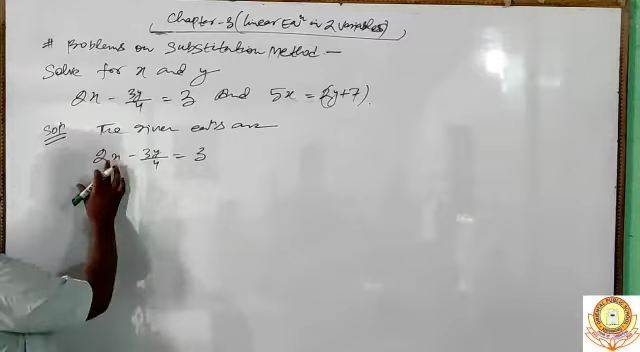 Chapter-3 (Linear Eqⁿ in 2 variables)
# Problems on Substitution Method —
Solve for x and y
2x - 3y/4 = 3 and 5x = (2y+7).
Solⁿ The given eqⁿs are
2x - 3y/4 = 3